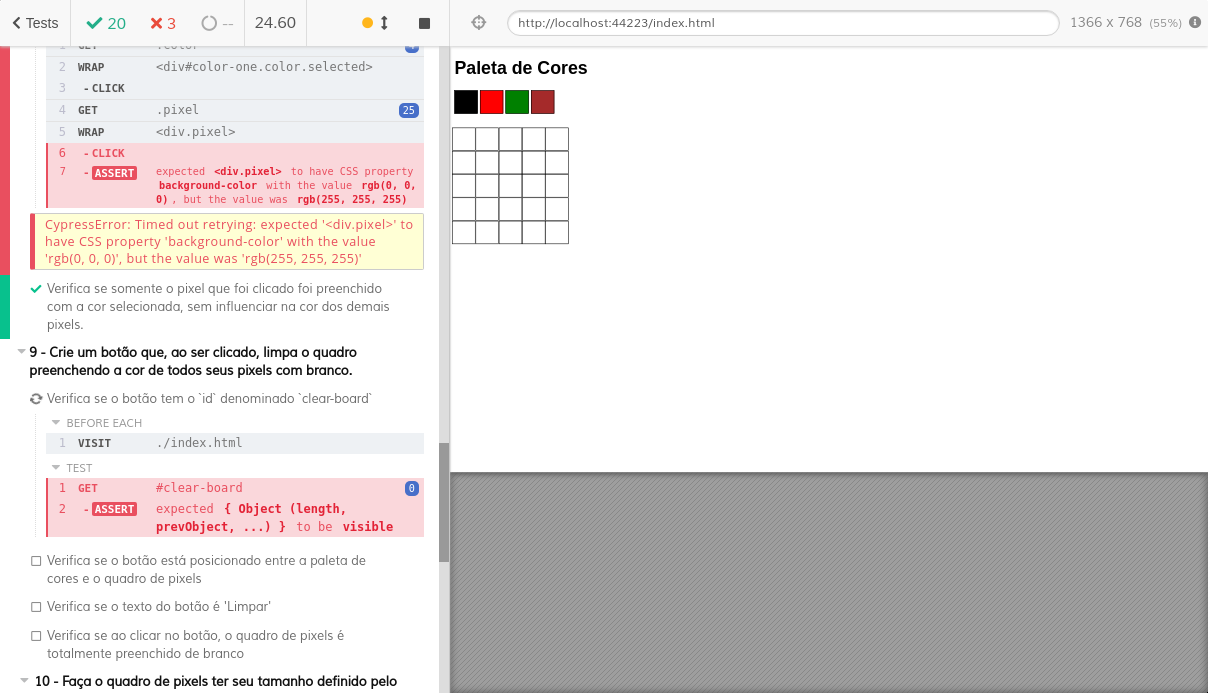 Tests
20
3
--
24.60
http://localhost:44223/index.html
1366 x 768 (55%)
1 GET .color 4
2 WRAP <div#color-one.color.selected>
3 - CLICK
4 GET .pixel 25
5 WRAP <div.pixel>
6 - CLICK
7 - ASSERT expected <div.pixel> to have CSS property
background-color with the value rgb(0, 0,
0), but the value was rgb(255, 255, 255)
CypressError: Timed out retrying: expected '<div.pixel>' to
have CSS property 'background-color' with the value
'rgb(0, 0, 0)', but the value was 'rgb(255, 255, 255)'
Verifica se somente o pixel que foi clicado foi preenchido
com a cor selecionada, sem influenciar na cor dos demais
pixels.
9 - Crie um botão que, ao ser clicado, limpa o quadro
preenchendo a cor de todos seus pixels com branco.
Verifica se o botão tem o `id` denominado `clear-board`
BEFORE EACH
1 VISIT ./index.html
TEST
1 GET #clear-board 0
2 - ASSERT expected { Object (length,
prevObject, ...) } to be visible
Verifica se o botão está posicionado entre a paleta de
cores e o quadro de pixels
Verifica se o texto do botão é 'Limpar'
Verifica se ao clicar no botão, o quadro de pixels é
totalmente preenchido de branco
10 - Faça o quadro de pixels ter seu tamanho definido pelo
Paleta de Cores